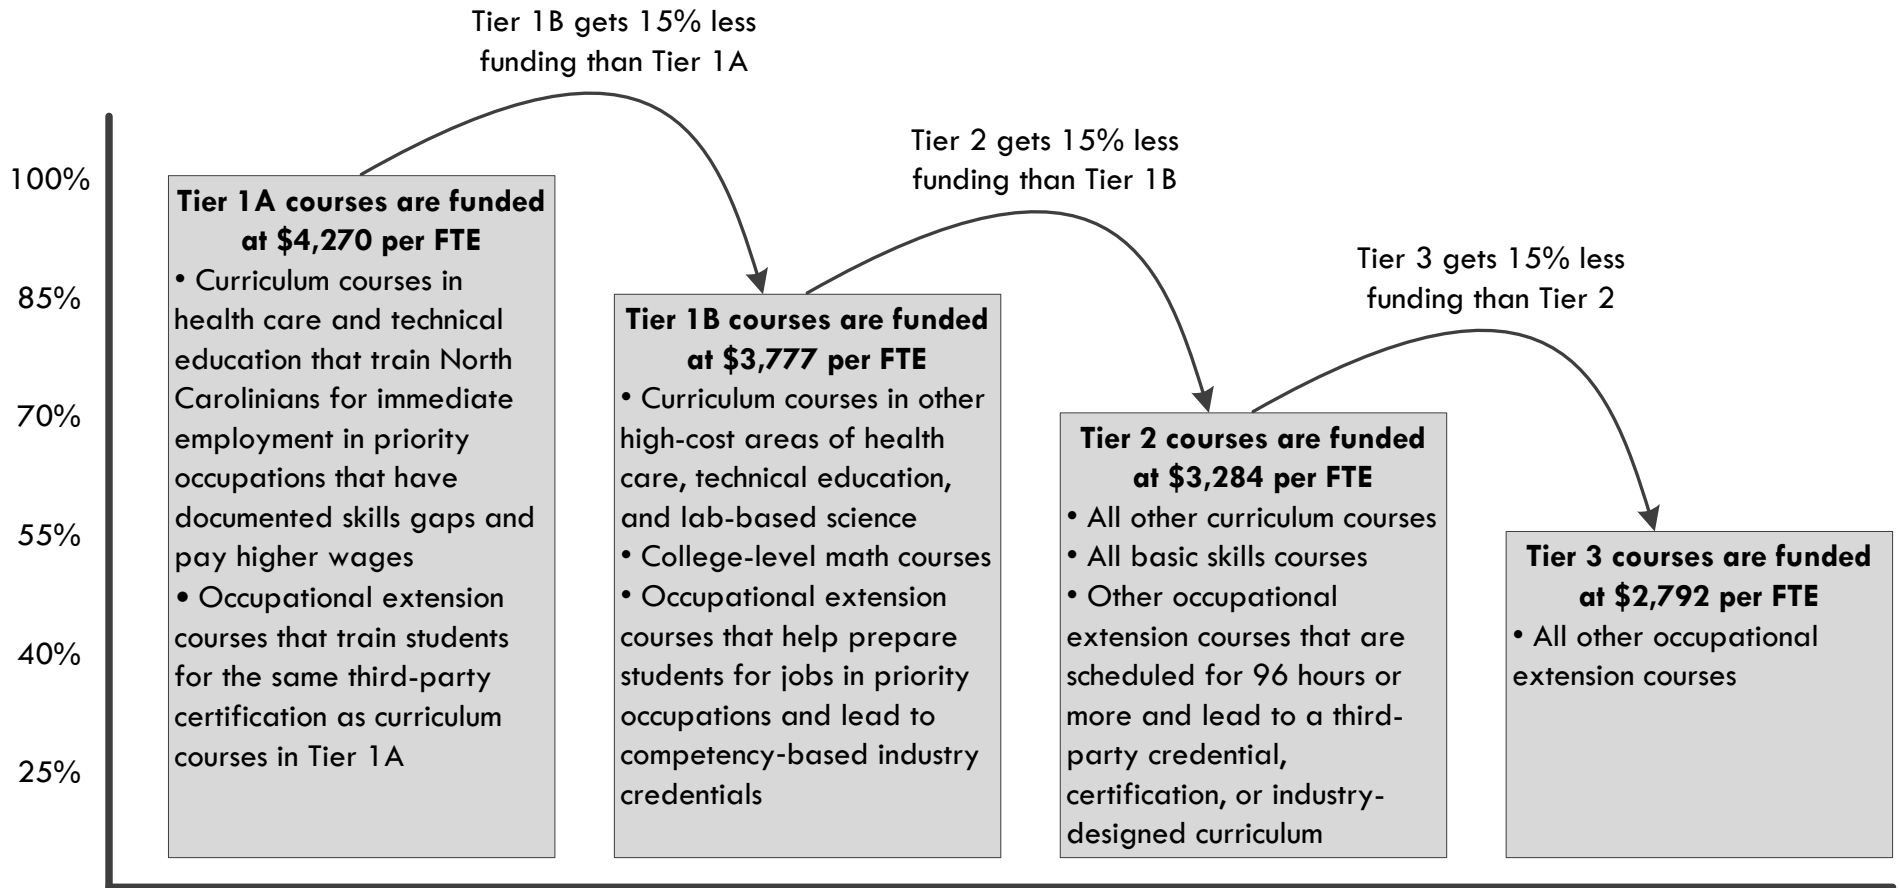 Tier 1B gets 15% less
funding than Tier 1A
Tier 2 gets 15% less
funding than Tier 1B
Tier 3 gets 15% less
funding than Tier 2
100%
85%
70%
55%
40%
25%
Tier 1A courses are funded
at $4,270 per FTE
• Curriculum courses in
health care and technical
education that train North
Carolinians for immediate
employment in priority
occupations that have
documented skills gaps and
pay higher wages
• Occupational extension
courses that train students
for the same third-party
certification as curriculum
courses in Tier 1A
Tier 1B courses are funded
at $3,777 per FTE
• Curriculum courses in other
high-cost areas of health
care, technical education,
and lab-based science
• College-level math courses
• Occupational extension
courses that help prepare
students for jobs in priority
occupations and lead to
competency-based industry
credentials
Tier 2 courses are funded
at $3,284 per FTE
• All other curriculum courses
• All basic skills courses
• Other occupational
extension courses that are
scheduled for 96 hours or
more and lead to a third-
party credential,
certification, or industry-
designed curriculum
Tier 3 courses are funded
at $2,792 per FTE
• All other occupational
extension courses